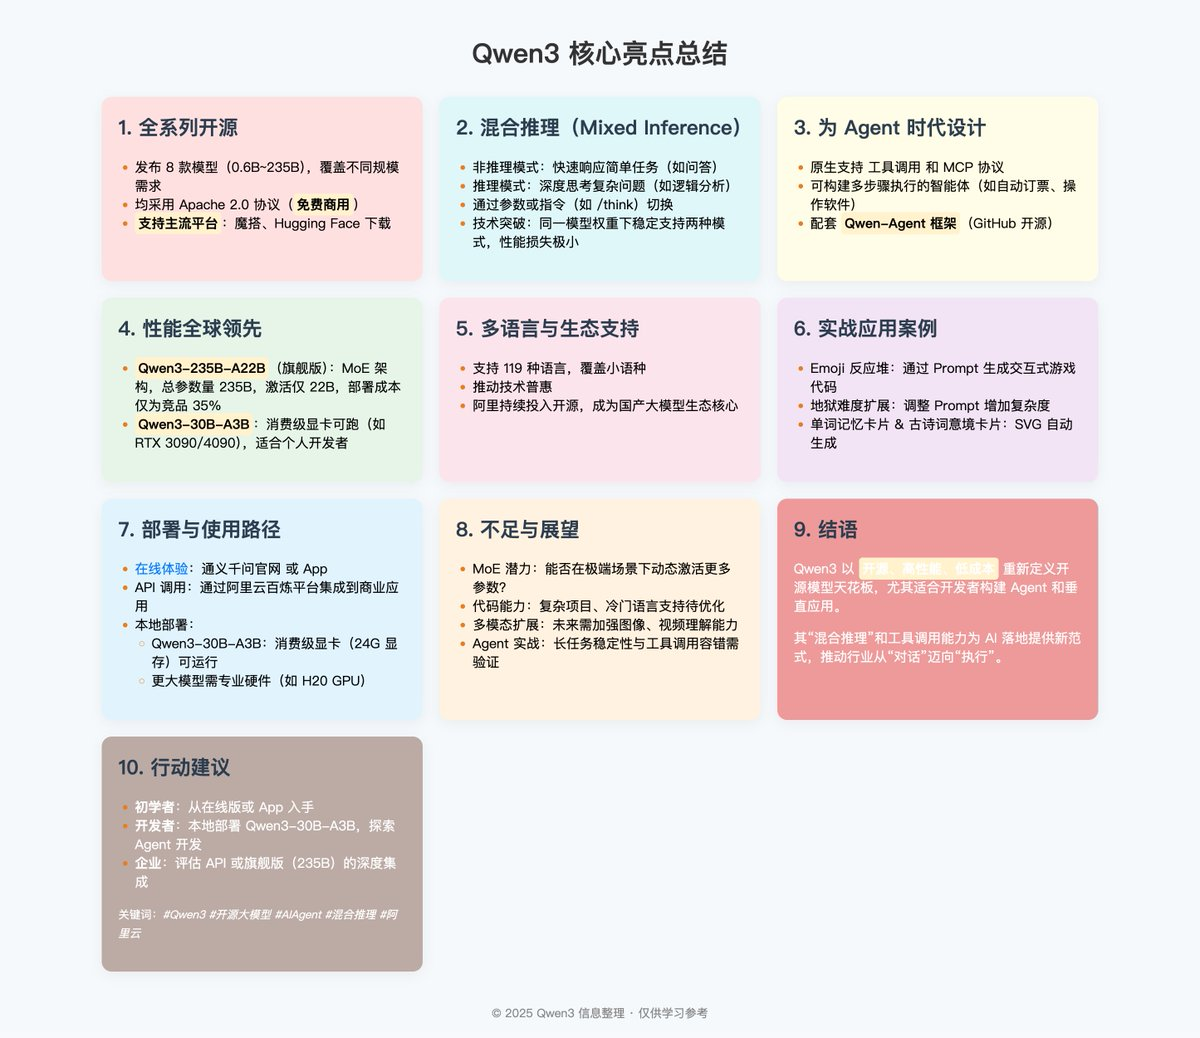 Qwen3 核心亮点总结
1. 全系列开源
发布 8 款模型（0.6B~235B），覆盖不同规模
需求
均采用 Apache 2.0 协议（ 免费商用 ）
支持主流平台 ：魔搭、Hugging Face 下载
2. 混合推理（Mixed Inference）
非推理模式：快速响应简单任务（如问答）
推理模式：深度思考复杂问题（如逻辑分析）
通过参数或指令（如 /think）切换
技术突破：同一模型权重下稳定支持两种模
式，性能损失极小
3. 为 Agent 时代设计
原生支持 工具调用 和 MCP 协议
可构建多步骤执行的智能体（如自动订票、操
作软件）
配套 Qwen-Agent 框架 （GitHub 开源）
4. 性能全球领先
Qwen3-235B-A22B （旗舰版）：MoE 架
构，总参数量 235B，激活仅 22B，部署成本
仅为竞品 35%
Qwen3-30B-A3B ：消费级显卡可跑（如
RTX 3090/4090），适合个人开发者
5. 多语言与生态支持
支持 119 种语言，覆盖小语种
推动技术普惠
阿里持续投入开源，成为国产大模型生态核心
6. 实战应用案例
Emoji 反应堆：通过 Prompt 生成交互式游戏
代码
地狱难度扩展：调整 Prompt 增加复杂度
单词记忆卡片 & 古诗词意境卡片：SVG 自动
生成
7. 部署与使用路径
在线体验：通义千问官网 或 App
API 调用：通过阿里云百炼平台集成到商业应
用
本地部署：
Qwen3-30B-A3B：消费级显卡（24G 显
存）可运行
更大模型需专业硬件（如 H20 GPU）
8. 不足与展望
MoE 潜力：能否在极端场景下动态激活更多
参数？
代码能力：复杂项目、冷门语言支持待优化
多模态扩展：未来需加强图像、视频理解能力
Agent 实战：长任务稳定性与工具调用容错需
验证
9. 结语
Qwen3 以 开源、高性能、低成本 重新定义开
源模型天花板，尤其适合开发者构建 Agent 和垂
直应用。
其“混合推理”和工具调用能力为 AI 落地提供新范
式，推动行业从“对话”迈向“执行”。
10. 行动建议
初学者：从在线版或 App 入手
开发者：本地部署 Qwen3-30B-A3B，探索
Agent 开发
企业：评估 API 或旗舰版（235B）的深度集
成
关键词：#Qwen3 #开源大模型 #AIAgent #混合推理 #阿
里云
© 2025 Qwen3 信息整理 · 仅供学习参考